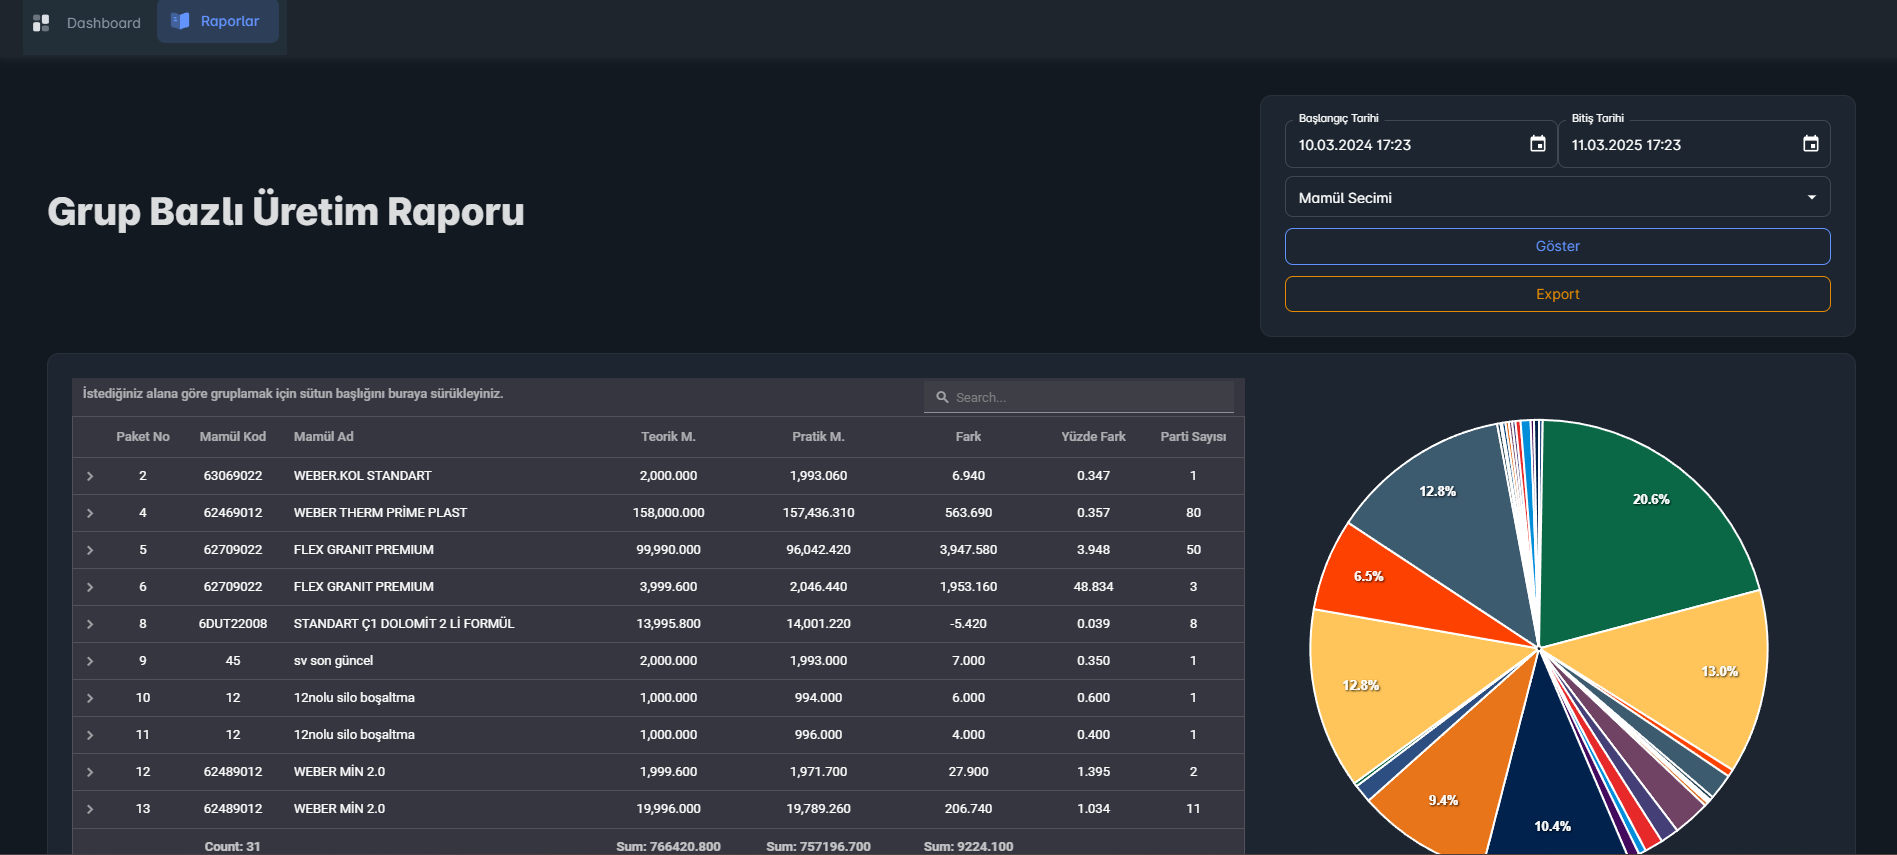 Dashboard
Raporlar
Başlangıç Tarihi
Bitiş Tarihi
10.03.2024 17:23
11.03.2025 17:23
Grup Bazlı Üretim Raporu
Mamül Secimi
Göster
Export
İstediğiniz alana göre gruplamak için sütun başlığını buraya sürükleyiniz.
Search...
Paket No Mamül Kod Mamül Ad Teorik M. Pratik M. Fark Yüzde Fark Parti Sayısı
2 63069022 WEBER.KOL STANDART 2,000.000 1,993.060 6.940 0.347 1
4 62469012 WEBER THERM PRİME PLAST 158,000.000 157,436.310 563.690 0.357 80
5 62709022 FLEX GRANIT PREMIUM 99,990.000 96,042.420 3,947.580 3.948 50
6 62709022 FLEX GRANIT PREMIUM 3,999.600 2,046.440 1,953.160 48.834 3
8 6DUT22008 STANDART Ç1 DOLOMİT 2 Lİ FORMÜL 13,995.800 14,001.220 -5.420 0.039 8
9 45 sv son güncel 2,000.000 1,993.000 7.000 0.350 1
10 12 12nolu silo boşaltma 1,000.000 994.000 6.000 0.600 1
11 12 12nolu silo boşaltma 1,000.000 996.000 4.000 0.400 1
12 62489012 WEBER MİN 2.0 1,999.600 1,971.700 27.900 1.395 2
13 62489012 WEBER MİN 2.0 19,996.000 19,789.260 206.740 1.034 11
Count: 31 Sum: 766420.800 Sum: 757196.700 Sum: 9224.100
12.8%
20.6%
6.5%
13.0%
12.8%
9.4%
10.4%